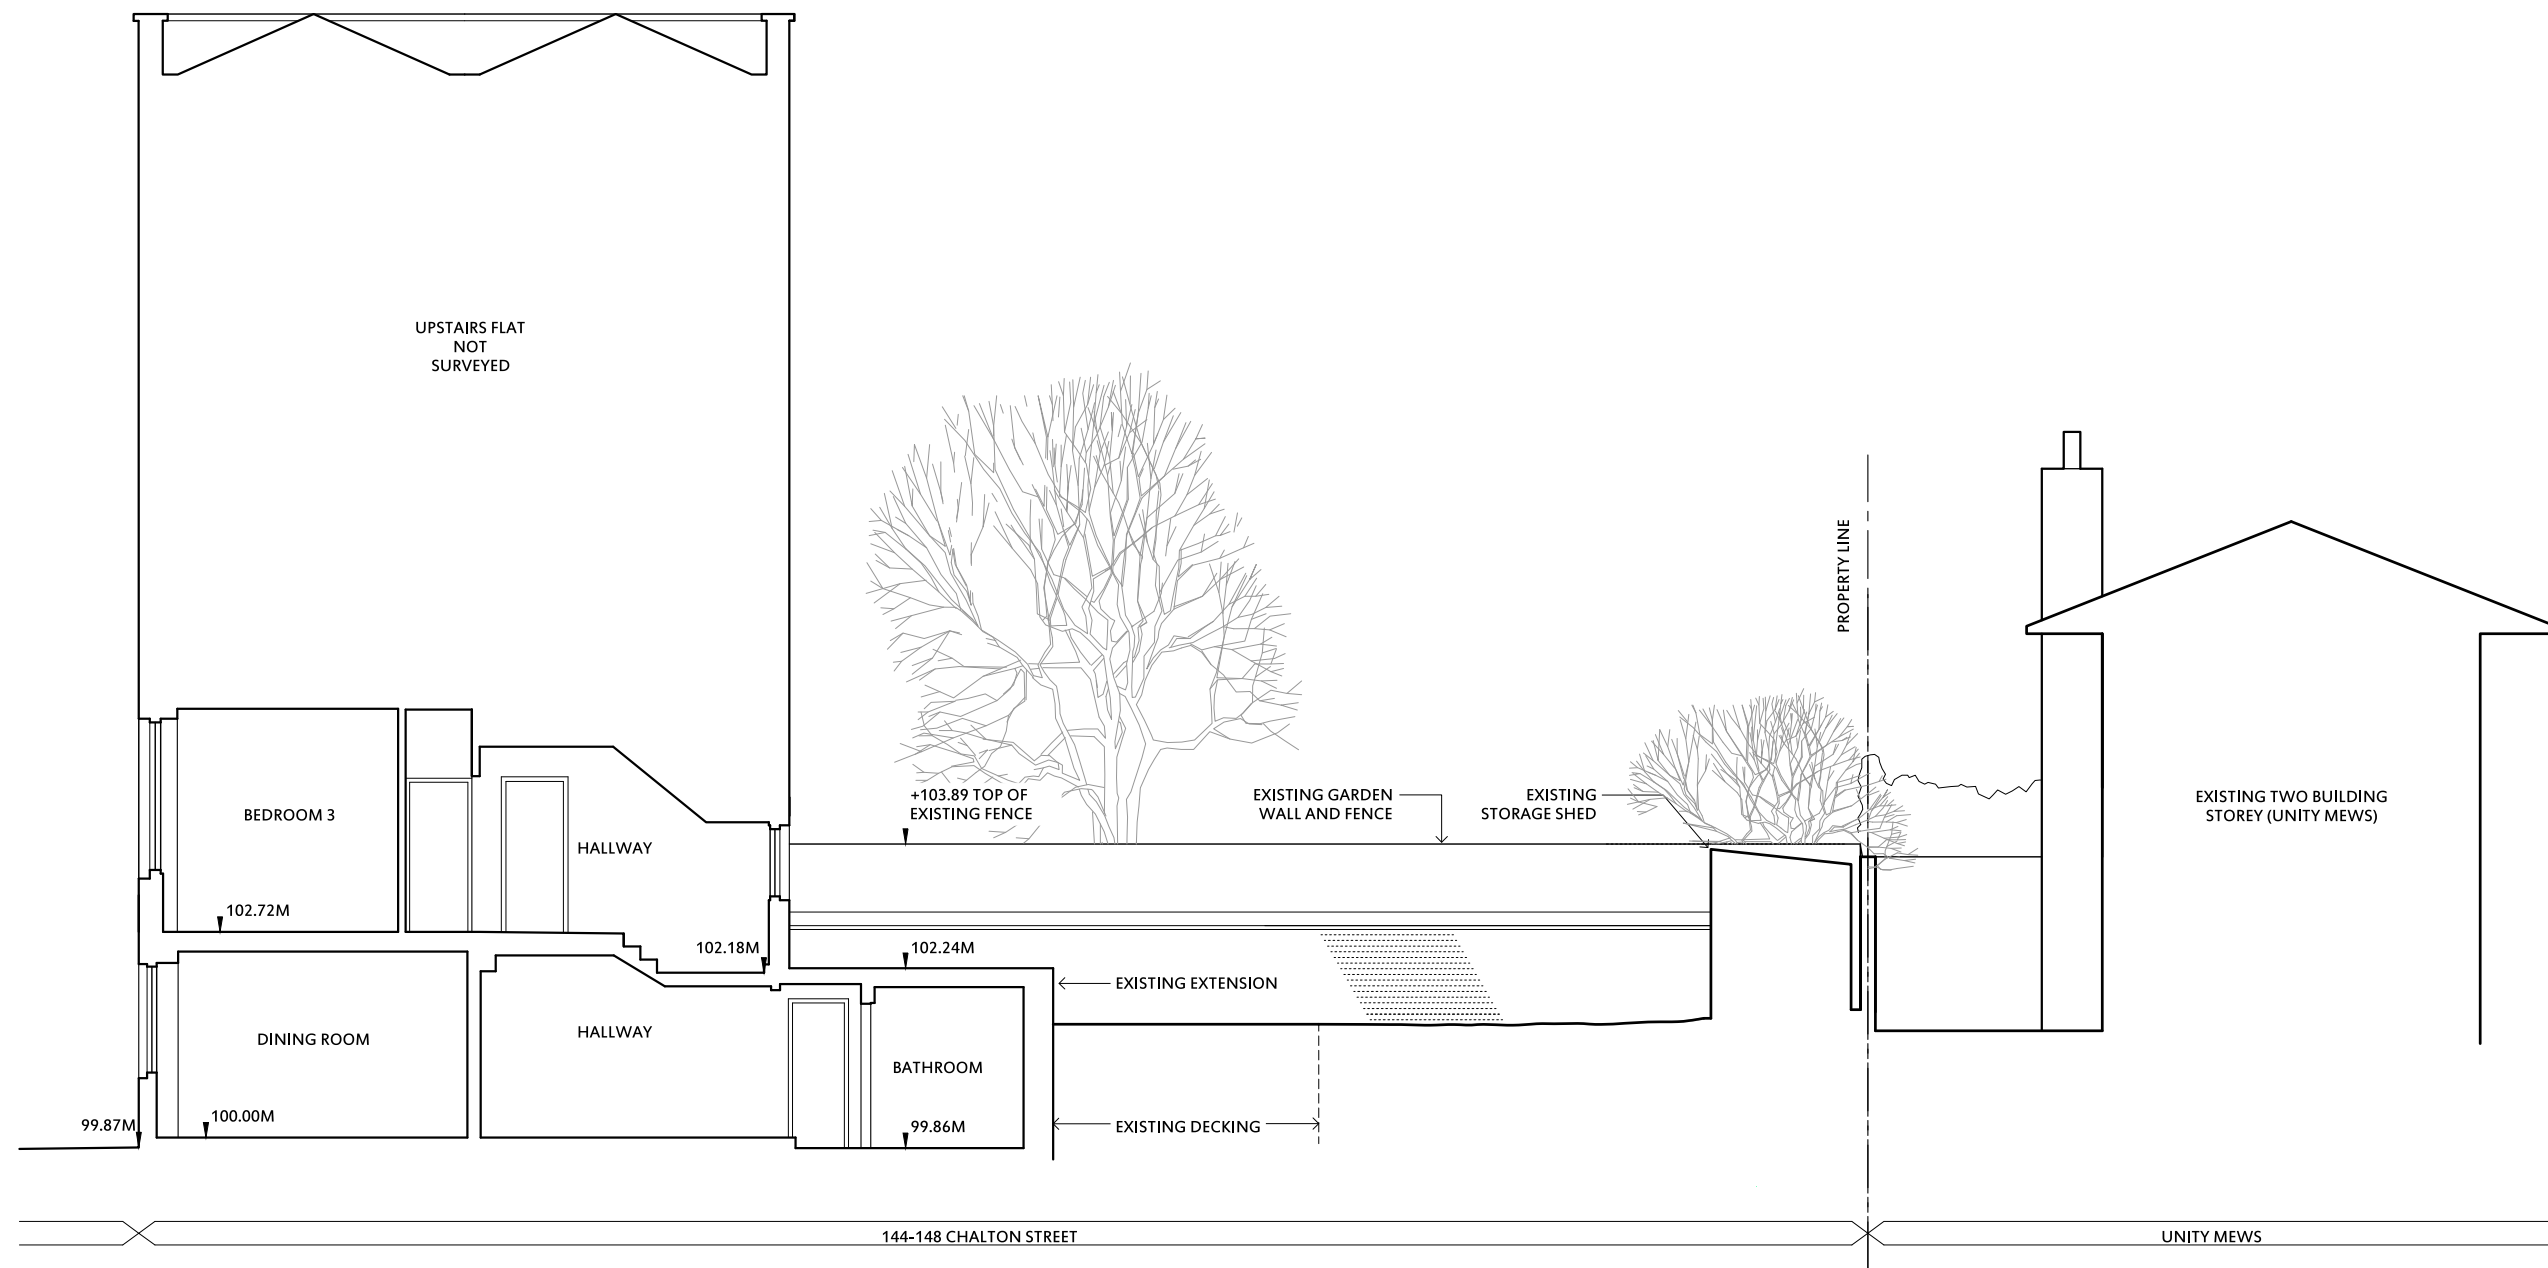 UPSTAIRS FLAT
NOT
SURVEYED
PROPERTY LINE
BEDROOM 3
HALLWAY
+103.89 TOP OF
EXISTING FENCE
EXISTING GARDEN
WALL AND FENCE
EXISTING
STORAGE SHED
EXISTING TWO BUILDING
STOREY (UNITY MEWS)
102.72M
102.18M
102.24M
EXISTING EXTENSION
DINING ROOM
HALLWAY
BATHROOM
99.87M
100.00M
99.86M
EXISTING DECKING
144-148 CHALTON STREET
UNITY MEWS